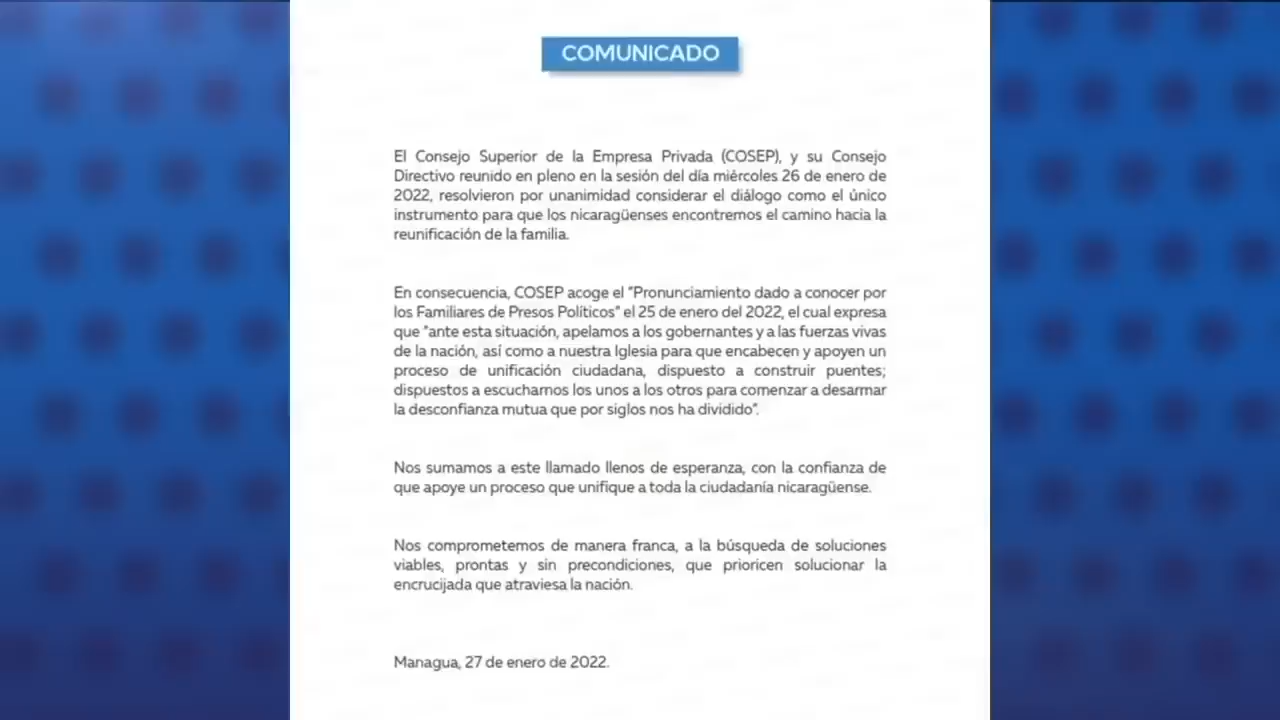 COMUNICADO
El Consejo Superior de la Empresa Privada (COSEP), y su Consejo
Directivo reunido en pleno en la sesión del día miércoles 26 de enero de
2022, resolvieron por unanimidad considerar el diálogo como el único
instrumento para que los nicaragüenses encontremos el camino hacia la
reunificación de la familia.
En consecuencia, COSEP acoge el "Pronunciamiento dado a conocer por
los Familiares de Presos Políticos" el 25 de enero del 2022, el cual expresa
que "ante esta situación, apelamos a los gobernantes y a las fuerzas vivas
de la nación, así como a nuestra Iglesia para que encabecen y apoyen un
proceso de unificación ciudadana, dispuesto a construir puentes;
dispuestos a escucharnos los unos a los otros para comenzar a desarmar
la desconfianza mutua que por siglos nos ha dividido".
Nos sumamos a este llamado llenos de esperanza, con la confianza de
que apoye un proceso que unifique a toda la ciudadanía nicaragüense.
Nos comprometemos de manera franca, a la búsqueda de soluciones
viables, prontas y sin precondiciones, que prioricen solucionar la
encrucijada que atraviesa la nación.
Managua, 27 de enero de 2022.